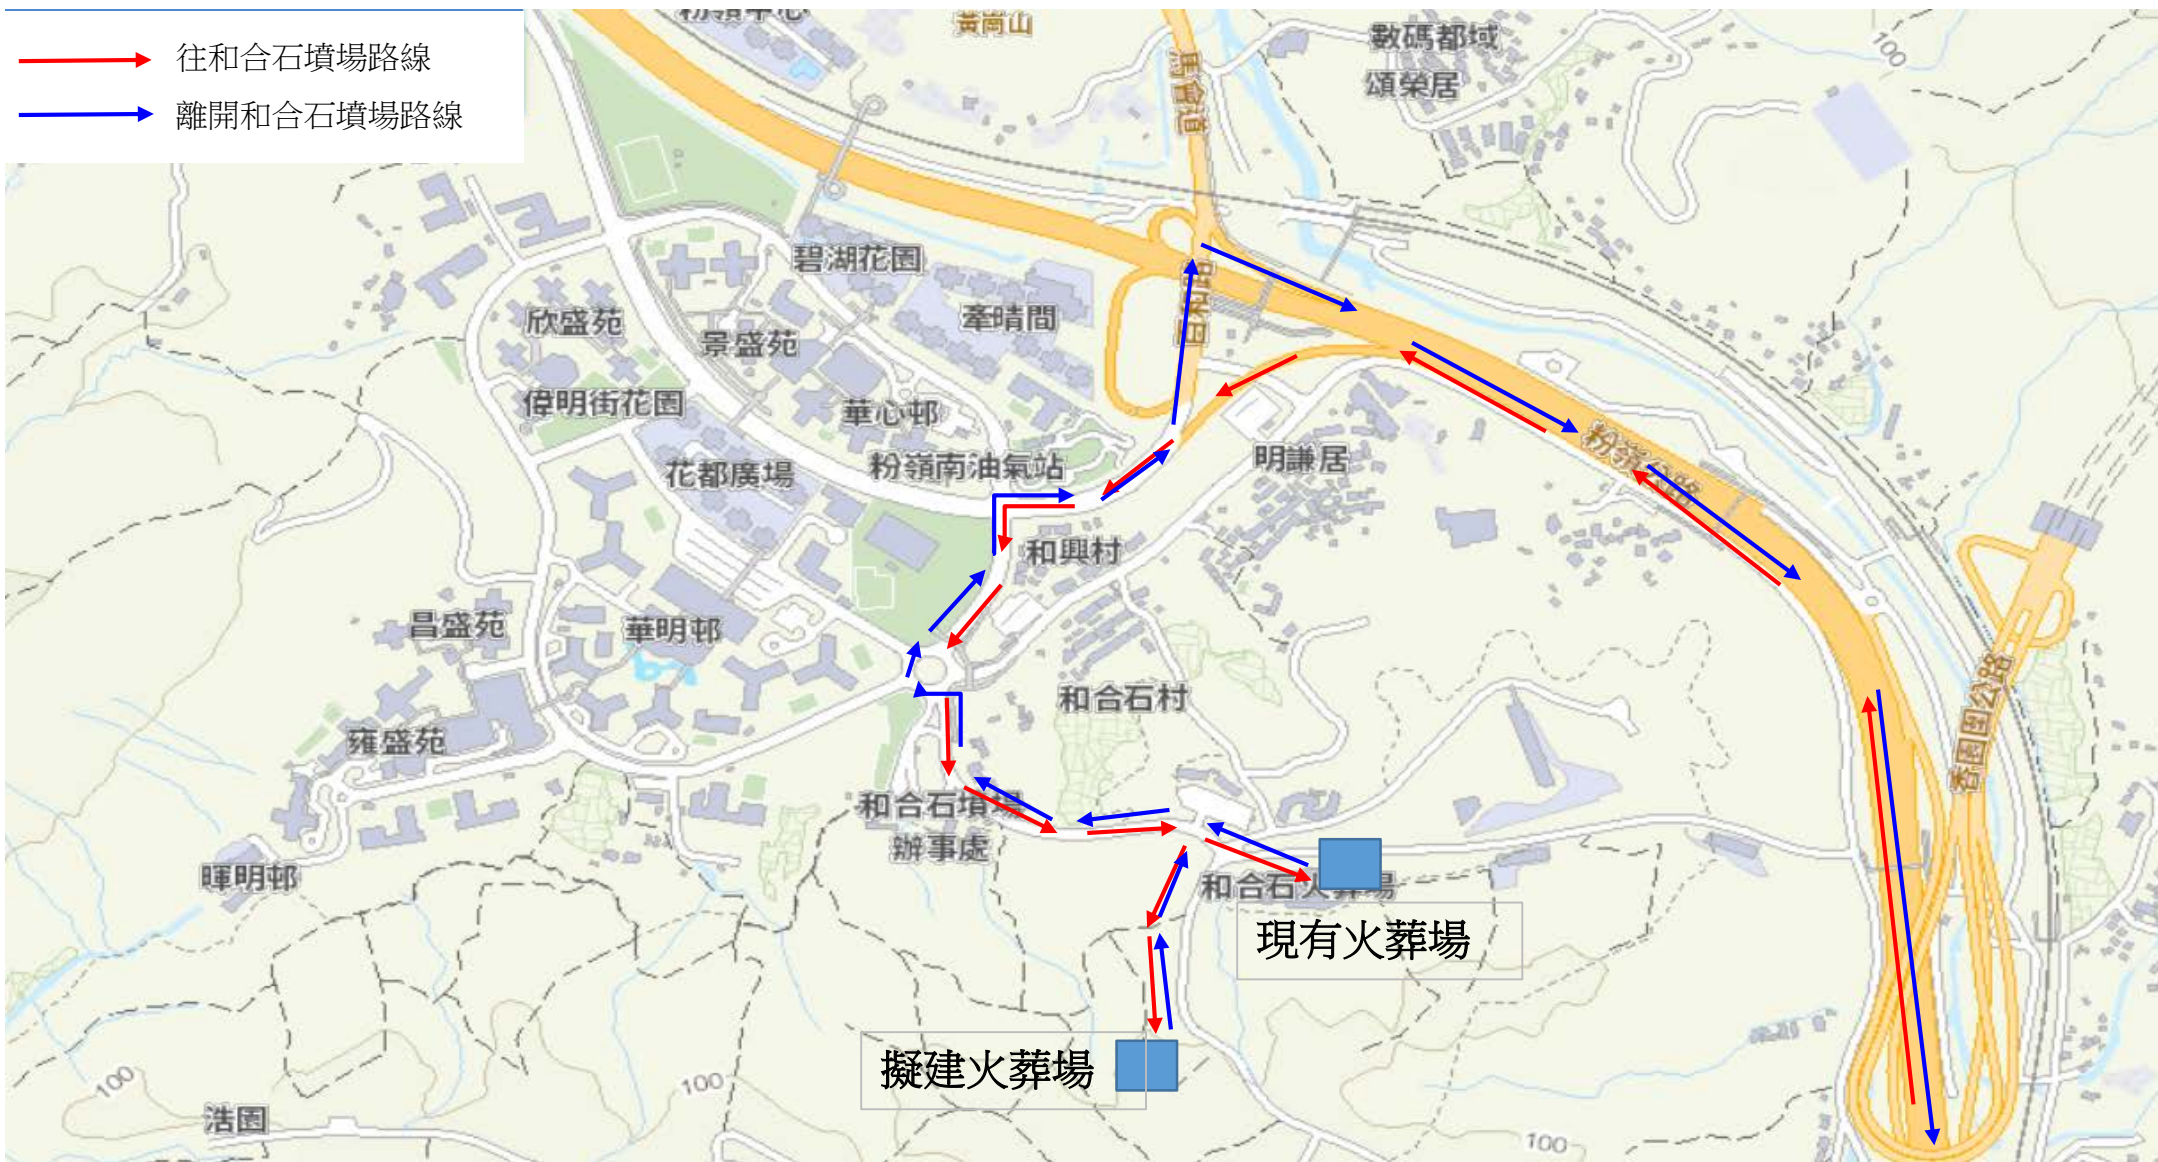 往和合石墳場路線
離開和合石墳場路線
黃崗山
數碼都城
頌榮居
100
馬會道
碧湖花園
牽晴間
欣盛苑
景盛苑
偉明街花園
華心邨
粉嶺南油氣站
花都廣場
明謙居
粉嶺公路
和興村
昌盛苑
華明邨
和合石村
雍盛苑
香園圍公路
和合石墳場
辦事處
暉明邨
和合石火葬場
現有火葬場
擬建火葬場
100
100
浩園
100